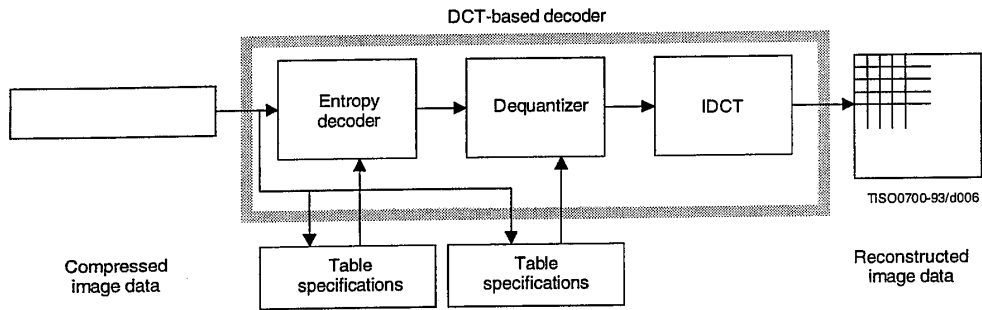 DCT-based decoder
Entropy
decoder
Dequantizer
IDCT
TISO0700-93/d006
Compressed
image data
Table
specifications
Table
specifications
Reconstructed
image data